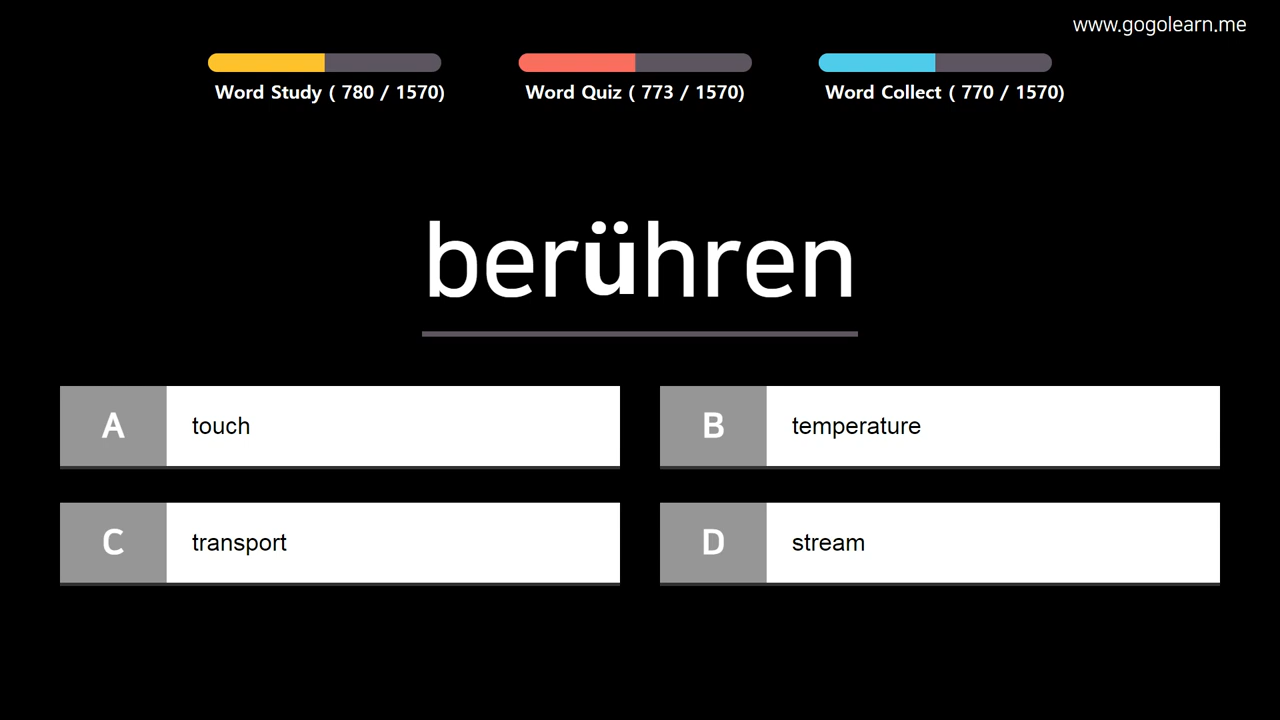 www.gogolearn.me
Word Study ( 780 / 1570)
Word Quiz ( 773 / 1570)
Word Collect ( 770 / 1570)
berühren
A touch
B temperature
C transport
D stream